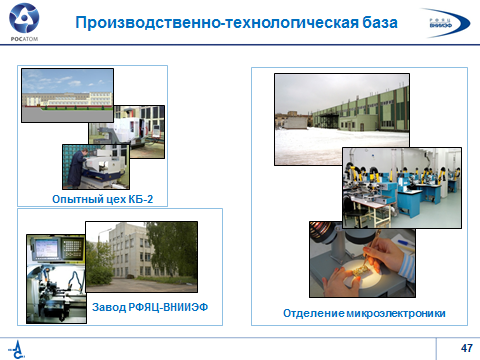 Производственно-технологическая база
РОСАТОМ
РФЯЦ
ВНИИЭФ
Опытный цех КБ-2
Завод РФЯЦ-ВНИИЭФ
Отделение микроэлектроники
47